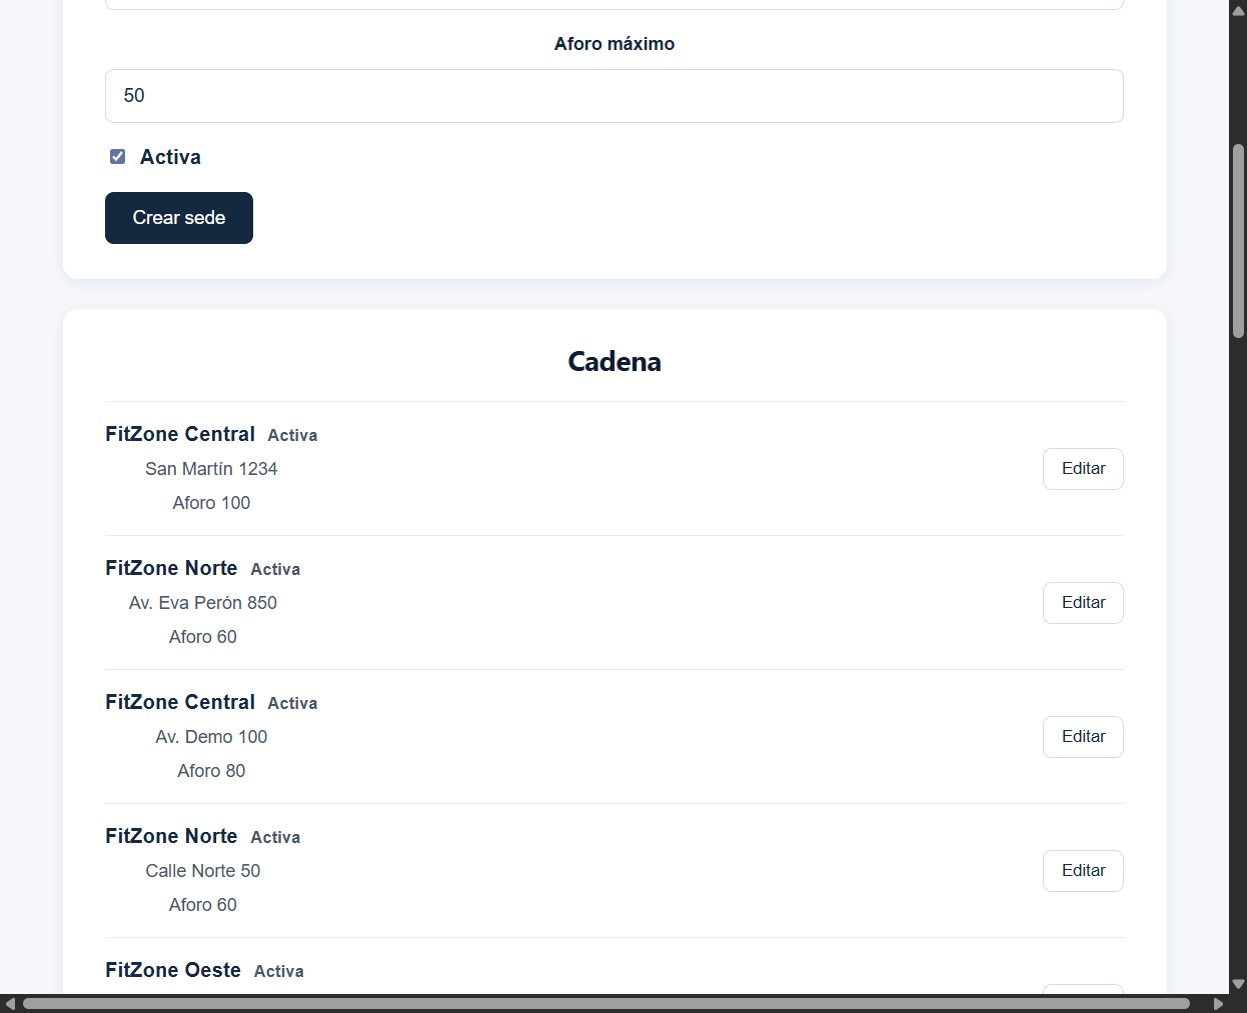 Aforo máximo
50
Activa
Crear sede
Cadena
FitZone Central Activa
San Martín 1234
Aforo 100
Editar
FitZone Norte Activa
Av. Eva Perón 850
Aforo 60
Editar
FitZone Central Activa
Av. Demo 100
Aforo 80
Editar
FitZone Norte Activa
Calle Norte 50
Aforo 60
Editar
FitZone Oeste Activa